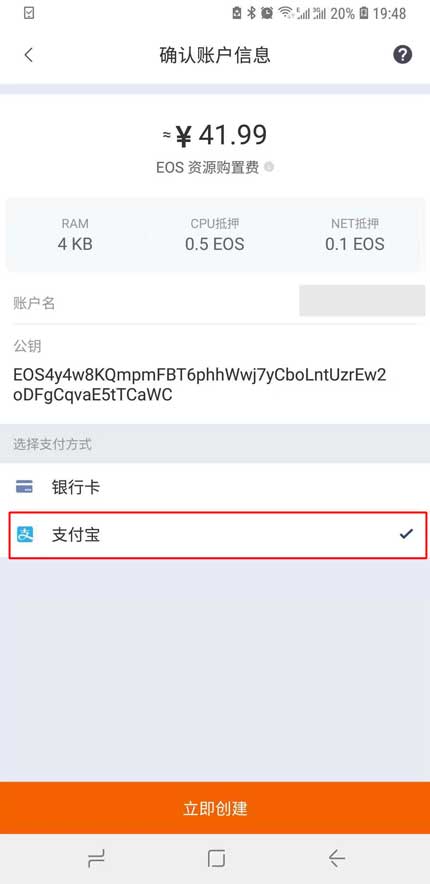 20% 19:48
确认账户信息
≈¥ 41.99
EOS 资源购置费
RAM CPU抵押 NET抵押
4 KB 0.5 EOS 0.1 EOS
账户名
公钥
EOS4y4w8KQmpmFBT6phhWwj7yCboLntUzrEw2
oDFgCqvaE5tTCaWC
选择支付方式
银行卡
支 支付宝
立即创建